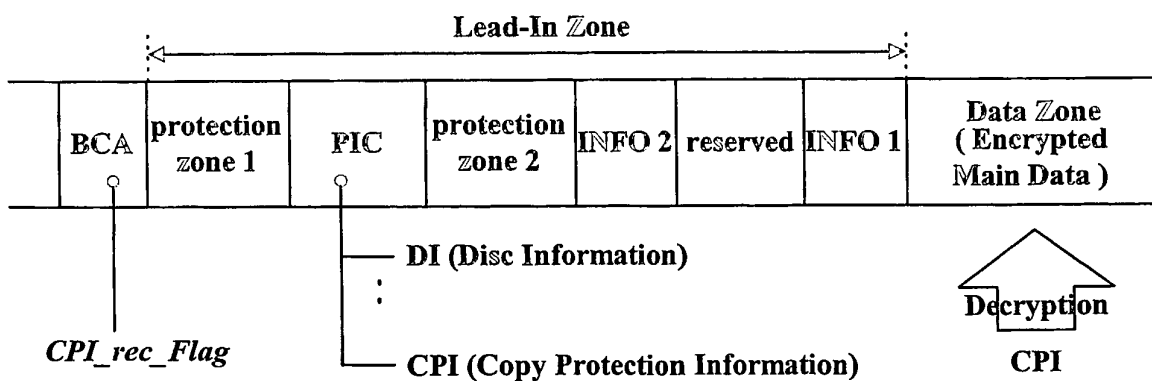 Lead-In Zone
BCA
protection
zone 1
PIC
protection
zone 2
INFO 2
reserved
INFO 1
Data Zone
( Encrypted
Main Data )
DI (Disc Information)
CPI_rec_Flag
CPI (Copy Protection Information)
Decryption
CPI